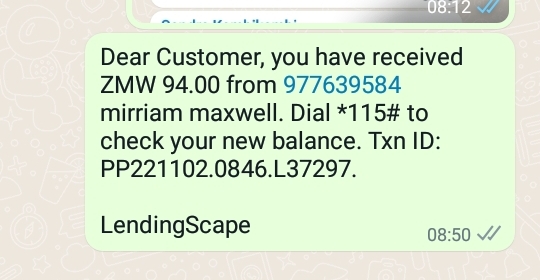 08:12
Dear Customer, you have received
ZMW 94.00 from 977639584
mirriam maxwell. Dial *115# to
check your new balance. Txn ID:
PP221102.0846.L37297.
LendingScape
08:50